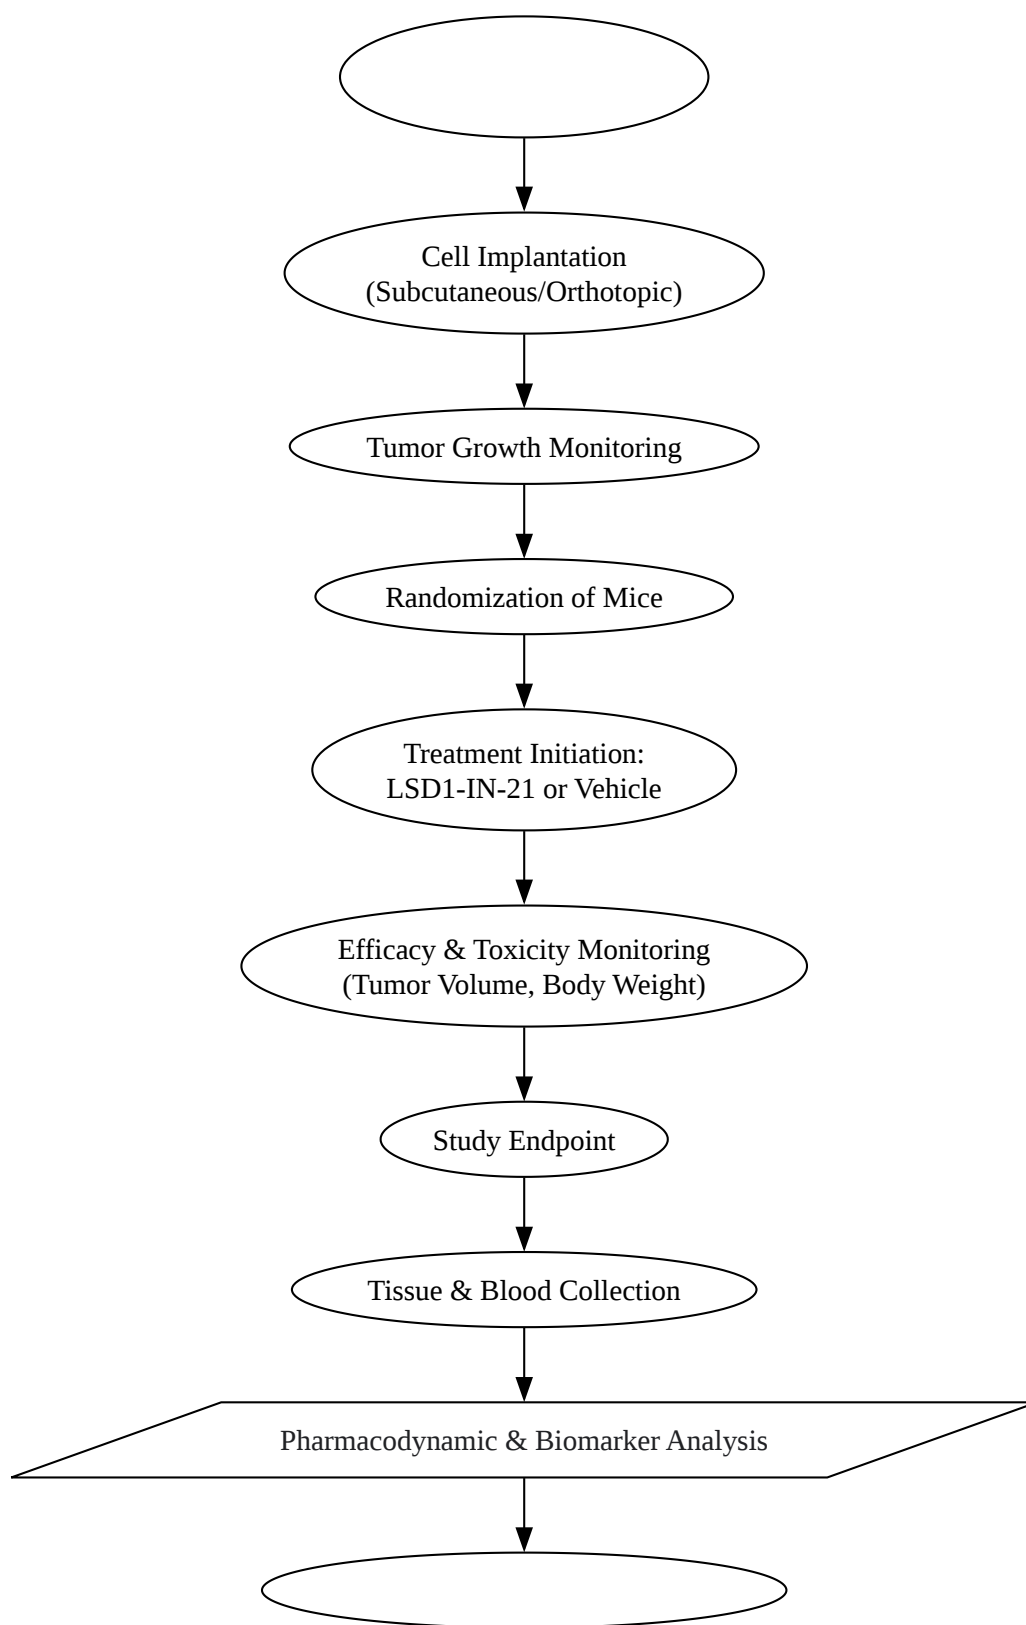 Cell Implantation
(Subcutaneous/Orthotopic)
Tumor Growth Monitoring
Randomization of Mice
Treatment Initiation:
LSD1-IN-21 or Vehicle
Efficacy & Toxicity Monitoring
(Tumor Volume, Body Weight)
Study Endpoint
Tissue & Blood Collection
Pharmacodynamic & Biomarker Analysis